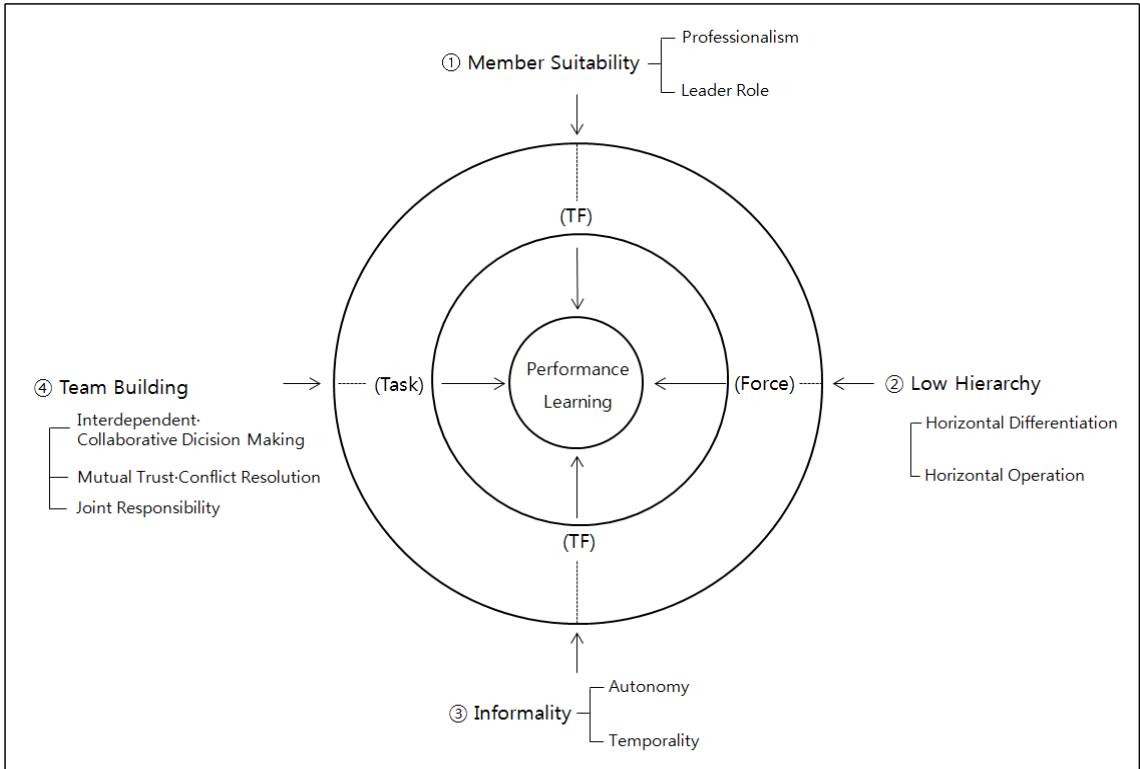 ① Member Suitability
Professionalism
Leader Role
(TF)
Performance
Learning
(Task)
(Force)
④ Team Building
Interdependent·
Collaborative Dicision Making
Mutual Trust·Conflict Resolution
Joint Responsibility
② Low Hierarchy
Horizontal Differentiation
Horizontal Operation
(TF)
③ Informality
Autonomy
Temporality